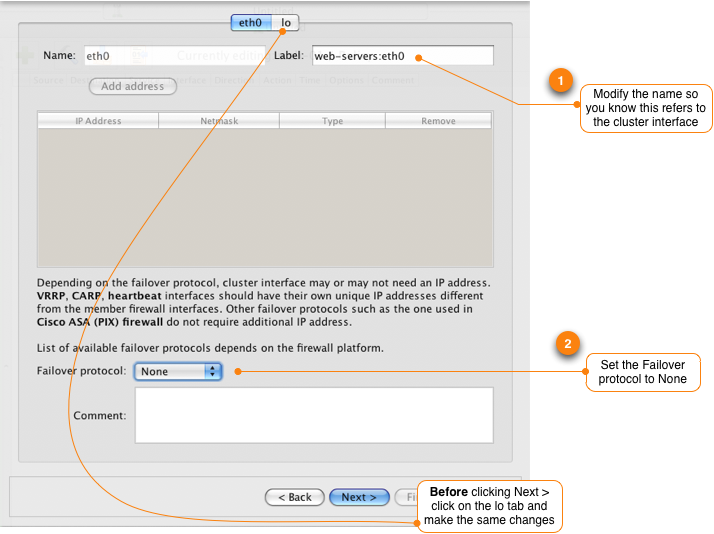 eth0 lo
Name: eth0 Label: web-servers:eth0
Currently editi
Add address
IP Address Netmask Type Remove
Depending on the failover protocol, cluster interface may or may not need an IP address.
VRRP, CARP, heartbeat interfaces should have their own unique IP addresses different
from the member firewall interfaces. Other failover protocols such as the one used in
Cisco ASA (PIX) firewall do not require additional IP address.
List of available failover protocols depends on the firewall platform.
Failover protocol: None
Comment:
< Back Next > Fi
1
Modify the name so
you know this refers to
the cluster interface
2
Set the Failover
protocol to None
Before clicking Next >
click on the lo tab and
make the same changes